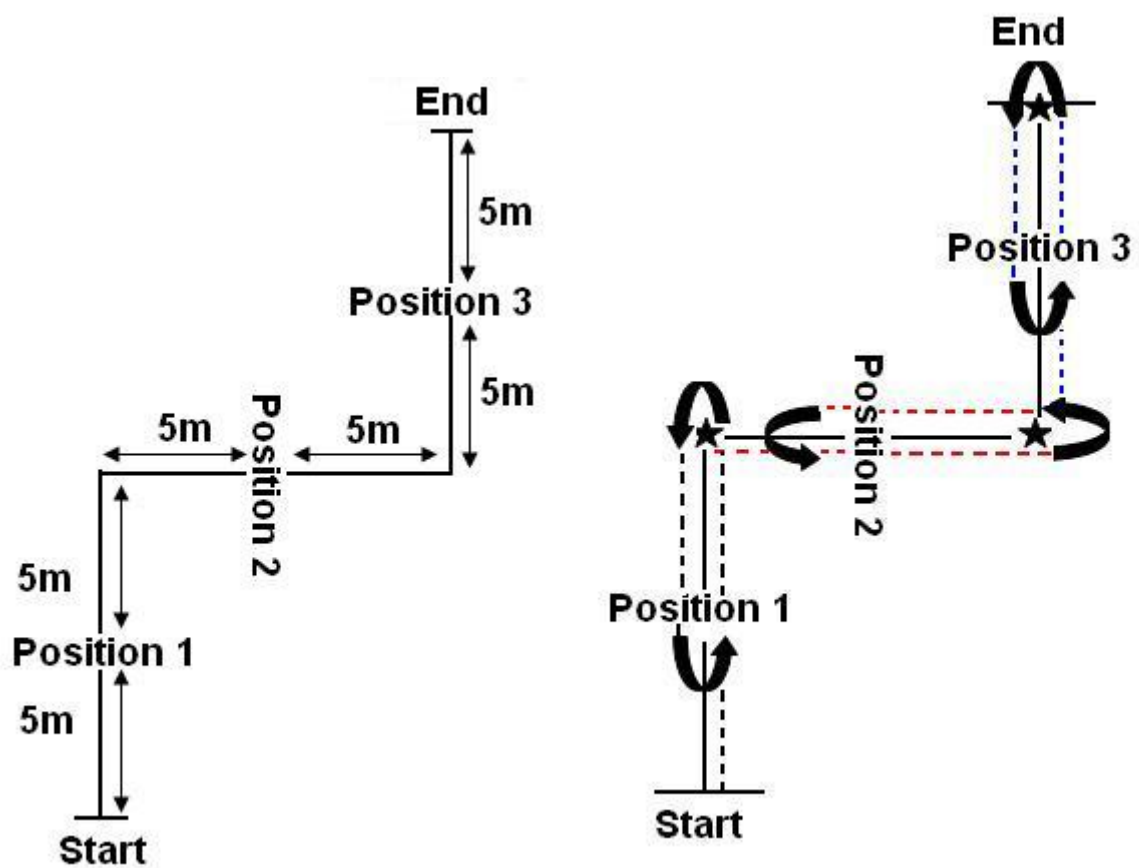 End
5m
Position 3
5m
5m
5m
Position 2
5m
Position 1
5m
Start
End
Position 3
Position 2
Position 1
Start